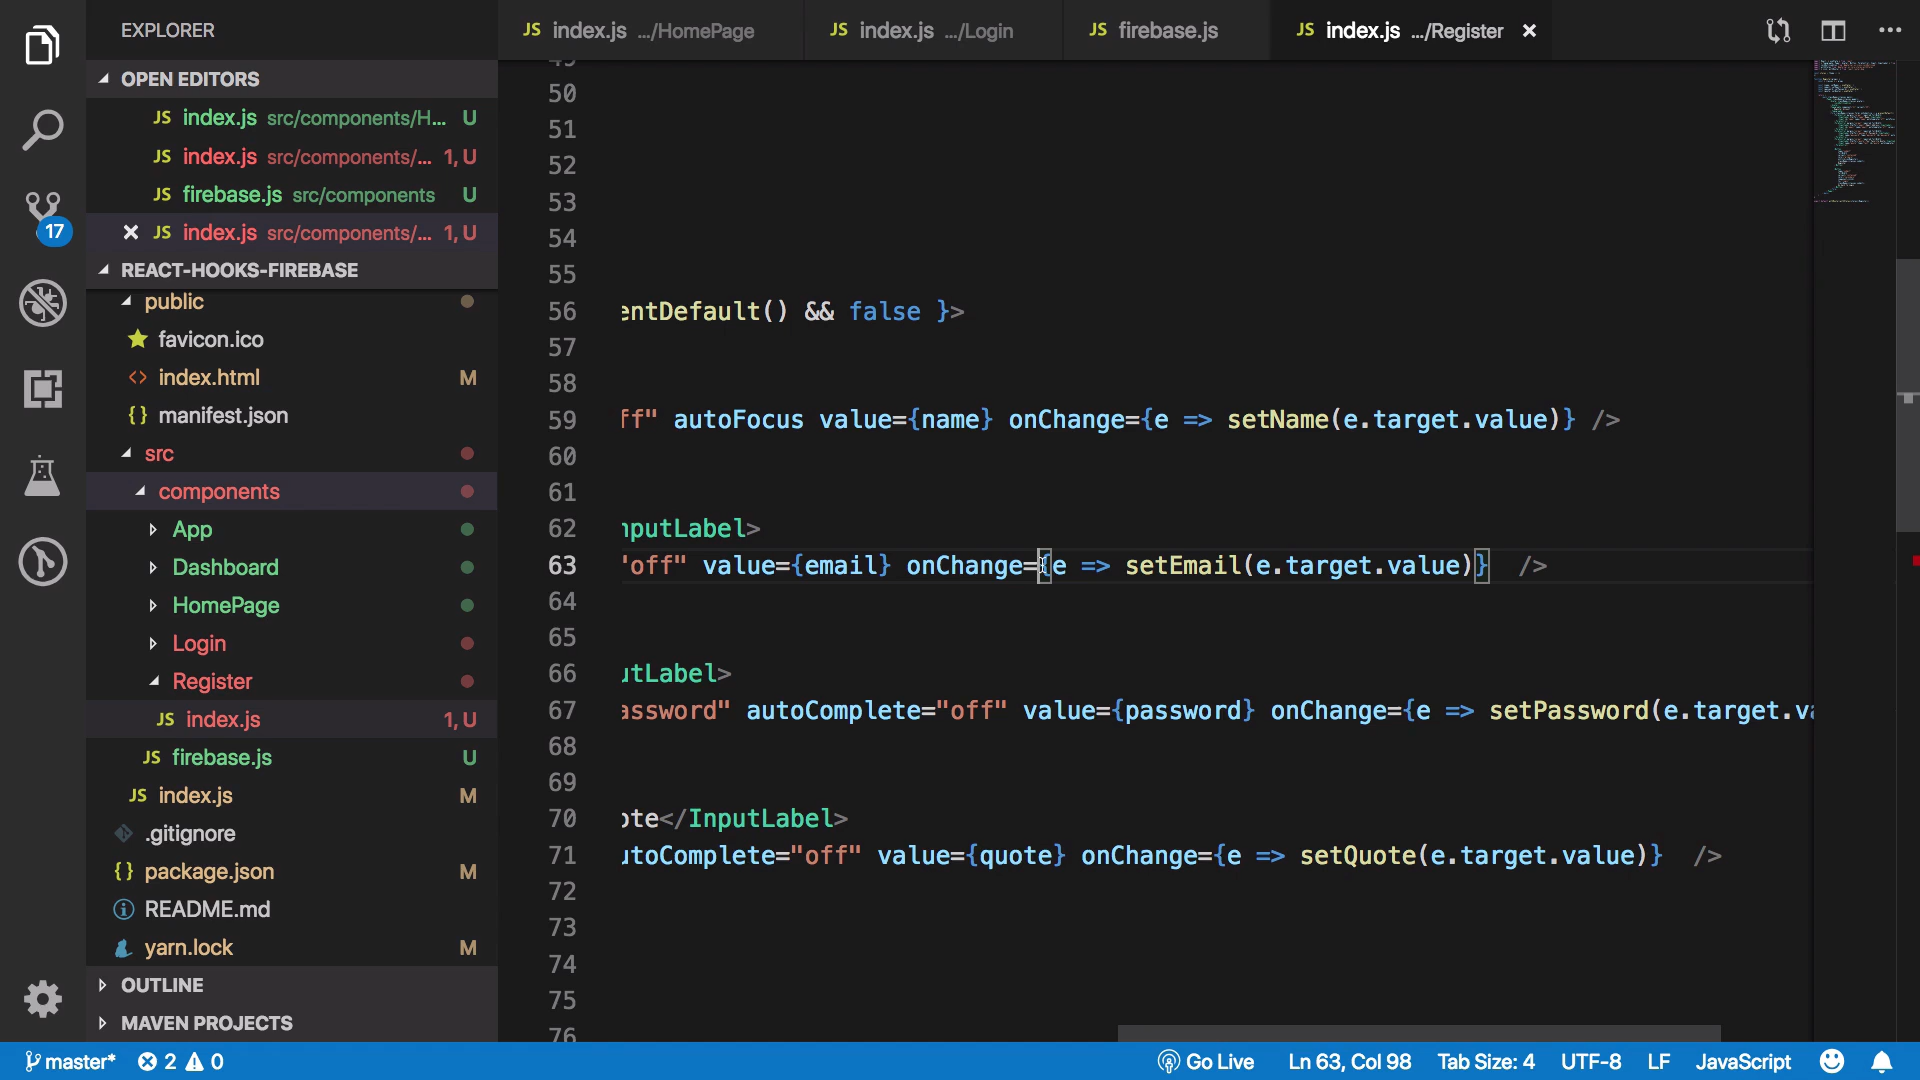 EXPLORER
JS index.js .../HomePage
JS index.js .../Login
JS firebase.js
JS index.js .../Register
OPEN EDITORS
JS index.js src/components/H... U
JS index.js src/components/... 1, U
JS firebase.js src/components U
JS index.js src/components/... 1, U
REACT-HOOKS-FIREBASE
public
favicon.ico
<> index.html M
{} manifest.json
src
components
App
Dashboard
HomePage
Login
Register
JS index.js 1, U
JS firebase.js U
JS index.js M
.gitignore
{} package.json M
README.md
yarn.lock M
OUTLINE
MAVEN PROJECTS
17
49
50
51
52
53
54
55
56 entDefault() && false }>
57
58
59 ff" autoFocus value={name} onChange={e => setName(e.target.value)} />
60
61
62 nputLabel>
63 "off" value={email} onChange={e => setEmail(e.target.value)} />
64
65
66 utLabel>
67 assword" autoComplete="off" value={password} onChange={e => setPassword(e.target.va
68
69
70 ote</InputLabel>
71 utoComplete="off" value={quote} onChange={e => setQuote(e.target.value)} />
72
73
74
75
76
master* 2 0
Go Live Ln 63, Col 98 Tab Size: 4 UTF-8 LF JavaScript